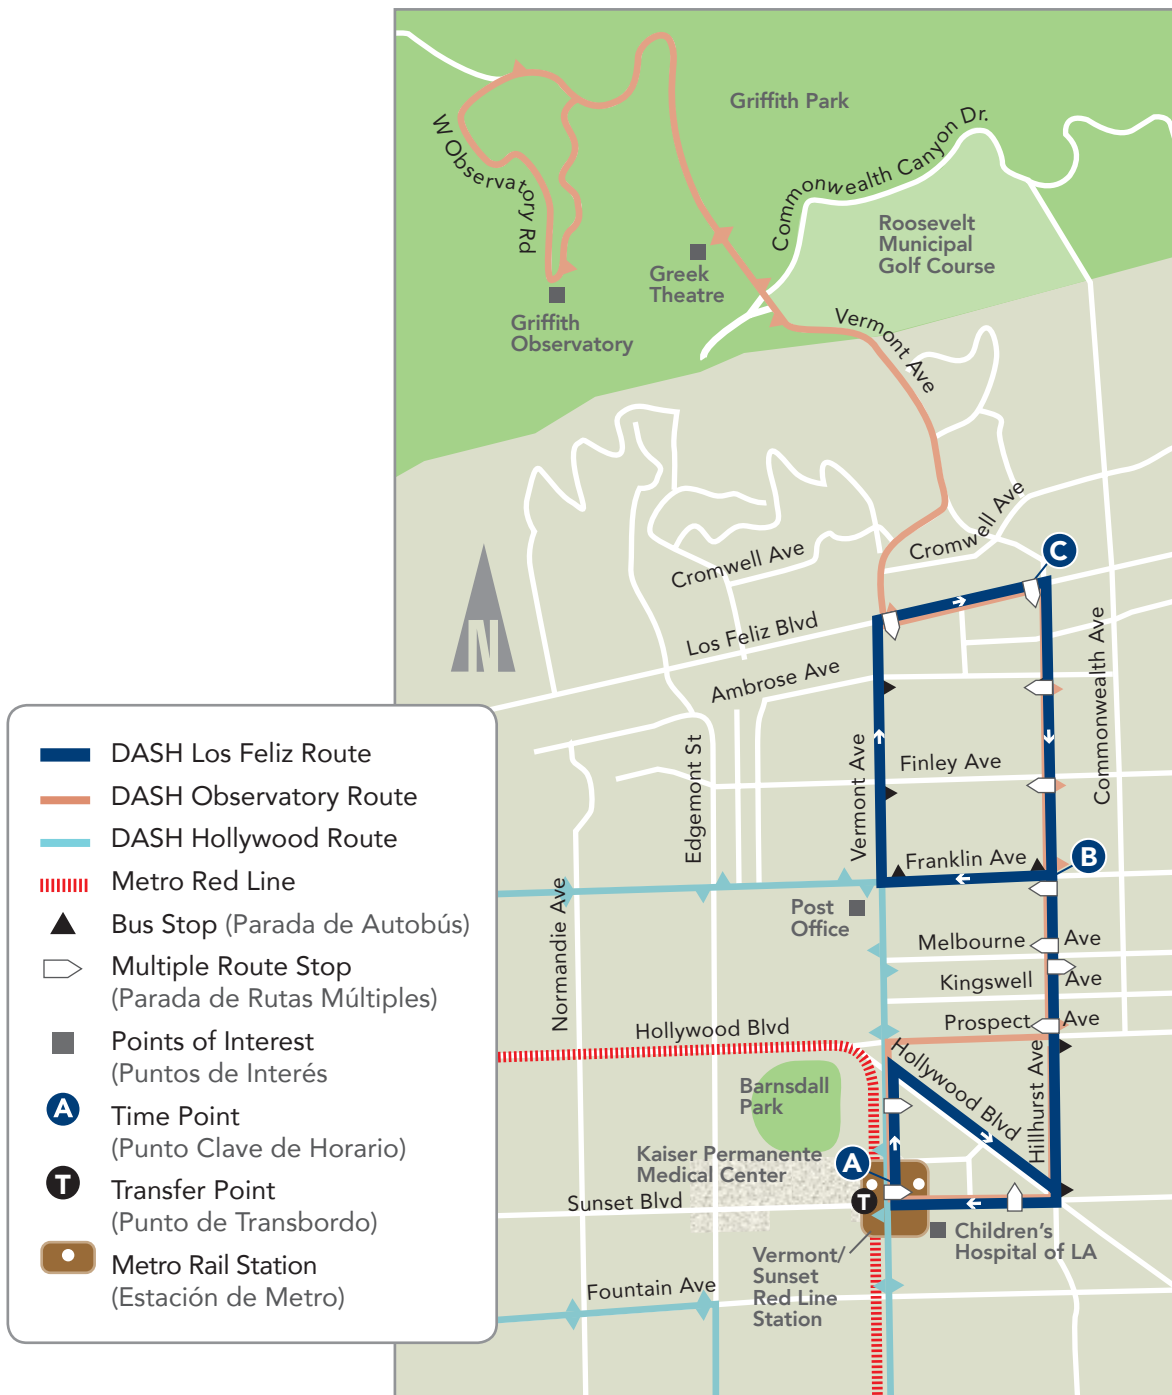 Griffith Park
Commonwealth Canyon Dr.
W Observatory Rd
Roosevelt
Municipal
Golf Course
Greek
Theatre
Griffith
Observatory
Vermont Ave
Cromwell Ave
Cromwell Ave
C
N
Los Feliz Blvd
Ambrose Ave
Commonwealth Ave
Edgemont St
Vermont Ave
Finley Ave
Franklin Ave
B
Normandie Ave
Post
Office
Melbourne Ave
Kingswell Ave
Prospect Ave
Hollywood Blvd
Hollywood Blvd
Hillhurst Ave
Barnsdall
Park
Kaiser Permanente
Medical Center
A
T
Sunset Blvd
Children's
Hospital of LA
Vermont/
Sunset
Red Line
Station
Fountain Ave
DASH Los Feliz Route
DASH Observatory Route
DASH Hollywood Route
Metro Red Line
Bus Stop (Parada de Autobús)
Multiple Route Stop
(Parada de Rutas Múltiples)
Points of Interest
(Puntos de Interés
A Time Point
(Punto Clave de Horario)
T Transfer Point
(Punto de Transbordo)
Metro Rail Station
(Estación de Metro)